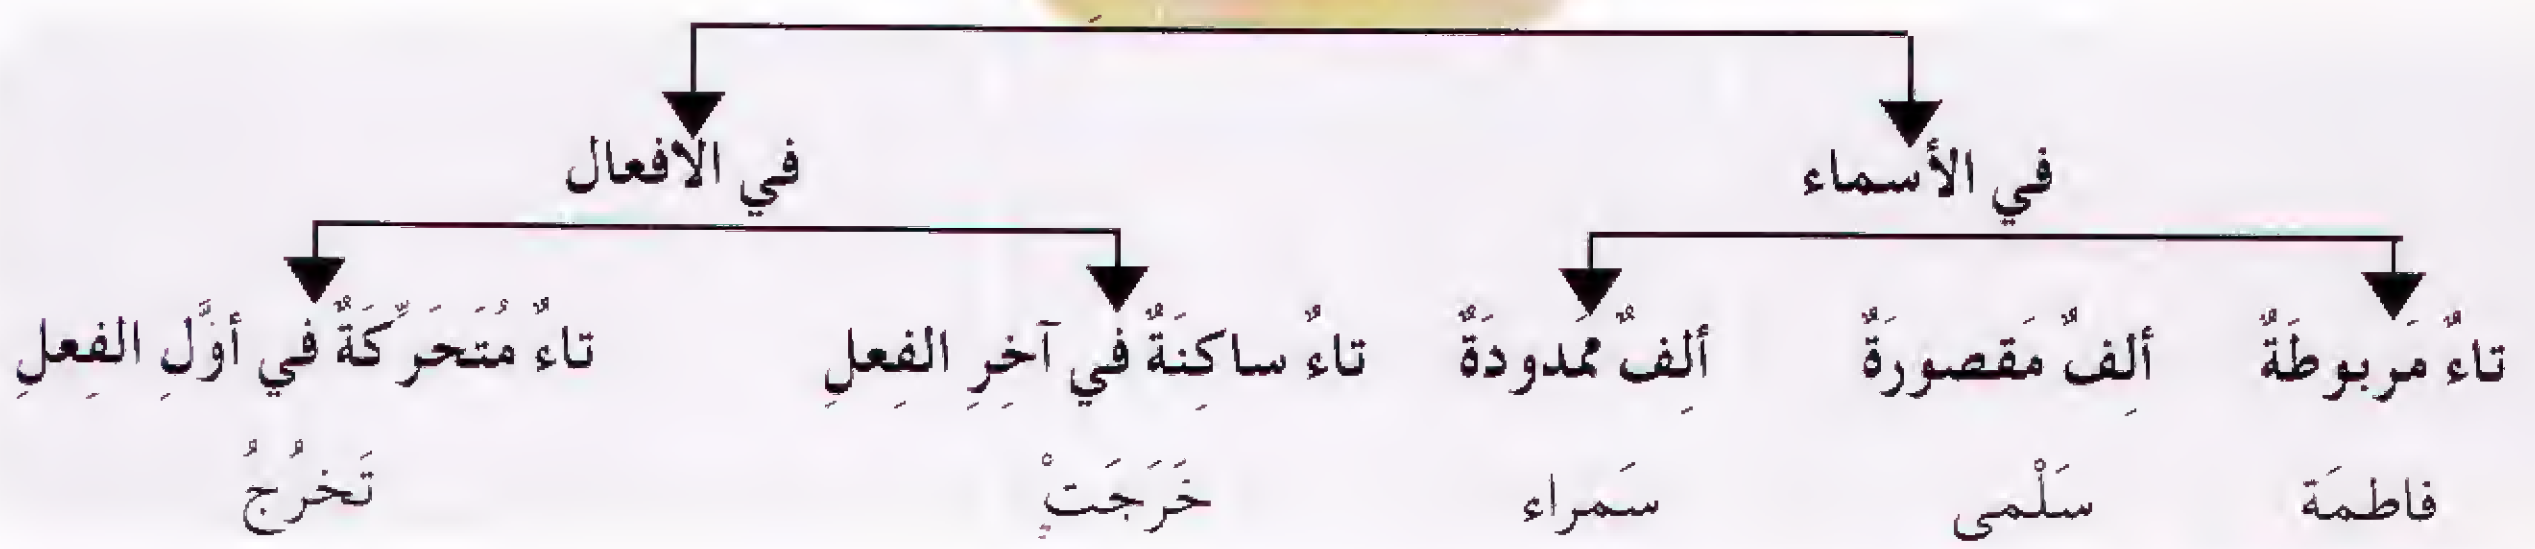 في الأسماء
في الافعال
تاءٌ مَربوطَةٌ
ألِفٌ مَقصورَةٌ
ألِفٌ مَمدودَةٌ
تاءٌ ساكِنَةٌ في آخِرِ الفِعلِ
تاءٌ مُتَحَرِّكَةٌ في أوَّلِ الفِعلِ
فاطمَة
سَلْمى
سَمراء
خَرَجَتْ
تَخرُجُ